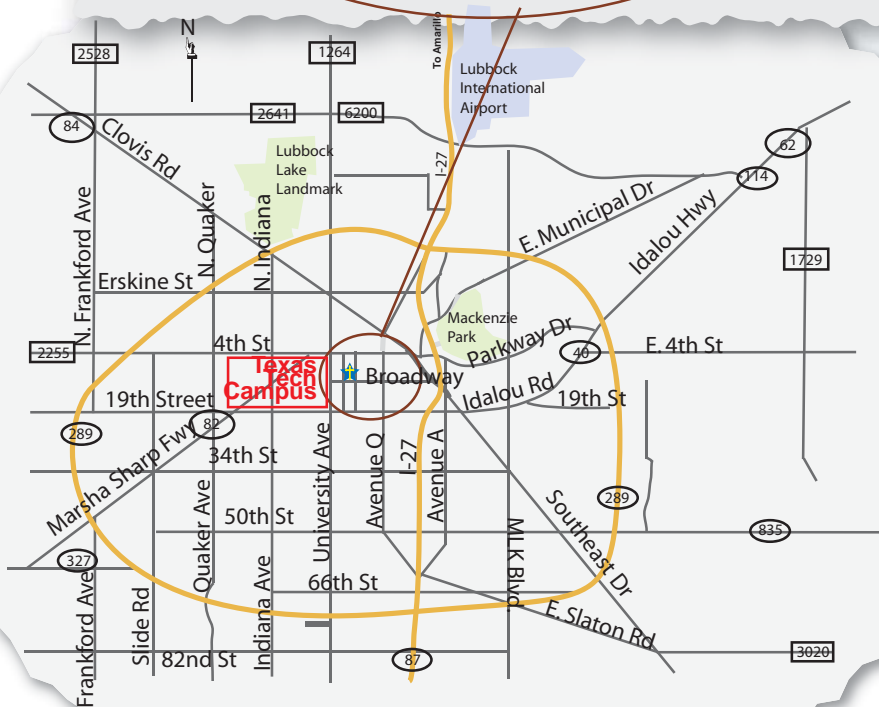 N
To Amarillo
2528
1264
Lubbock
International
Airport
2641
6200
84
Clovis Rd
62
Lubbock
Lake
Landmark
I-27
114
N. Frankford Ave
N. Quaker
N. Indiana
E. Municipal Dr
Idalou Hwy
1729
Erskine St
Mackenzie
Park
Parkway Dr
2255
4th St
40
E. 4th St
Texas
Tech
Campus
Broadway
19th Street
Idalou Rd
19th St
289
82
Marsha Sharp Fwy
34th St
University Ave
Avenue Q
I-27
Avenue A
289
Quaker Ave
50th St
MLK Blvd.
Southeast Dr
835
327
66th St
Frankford Ave
Slide Rd
Indiana Ave
E. Slaton Rd
82nd St
87
3020